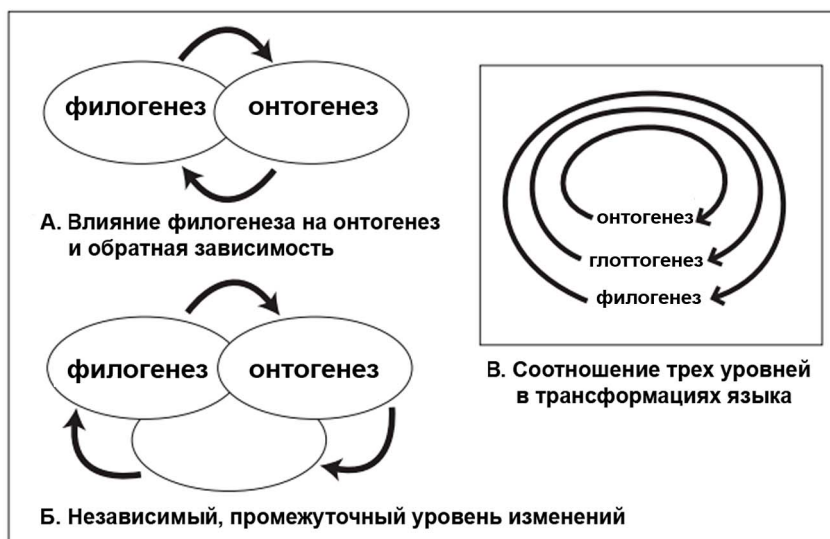 филогенез
онтогенез
А. Влияние филогенеза на онтогенез
и обратная зависимость
филогенез
онтогенез
Б. Независимый, промежуточный уровень изменений
онтогенез
глоттогенез
филогенез
В. Соотношение трех уровней
в трансформациях языка